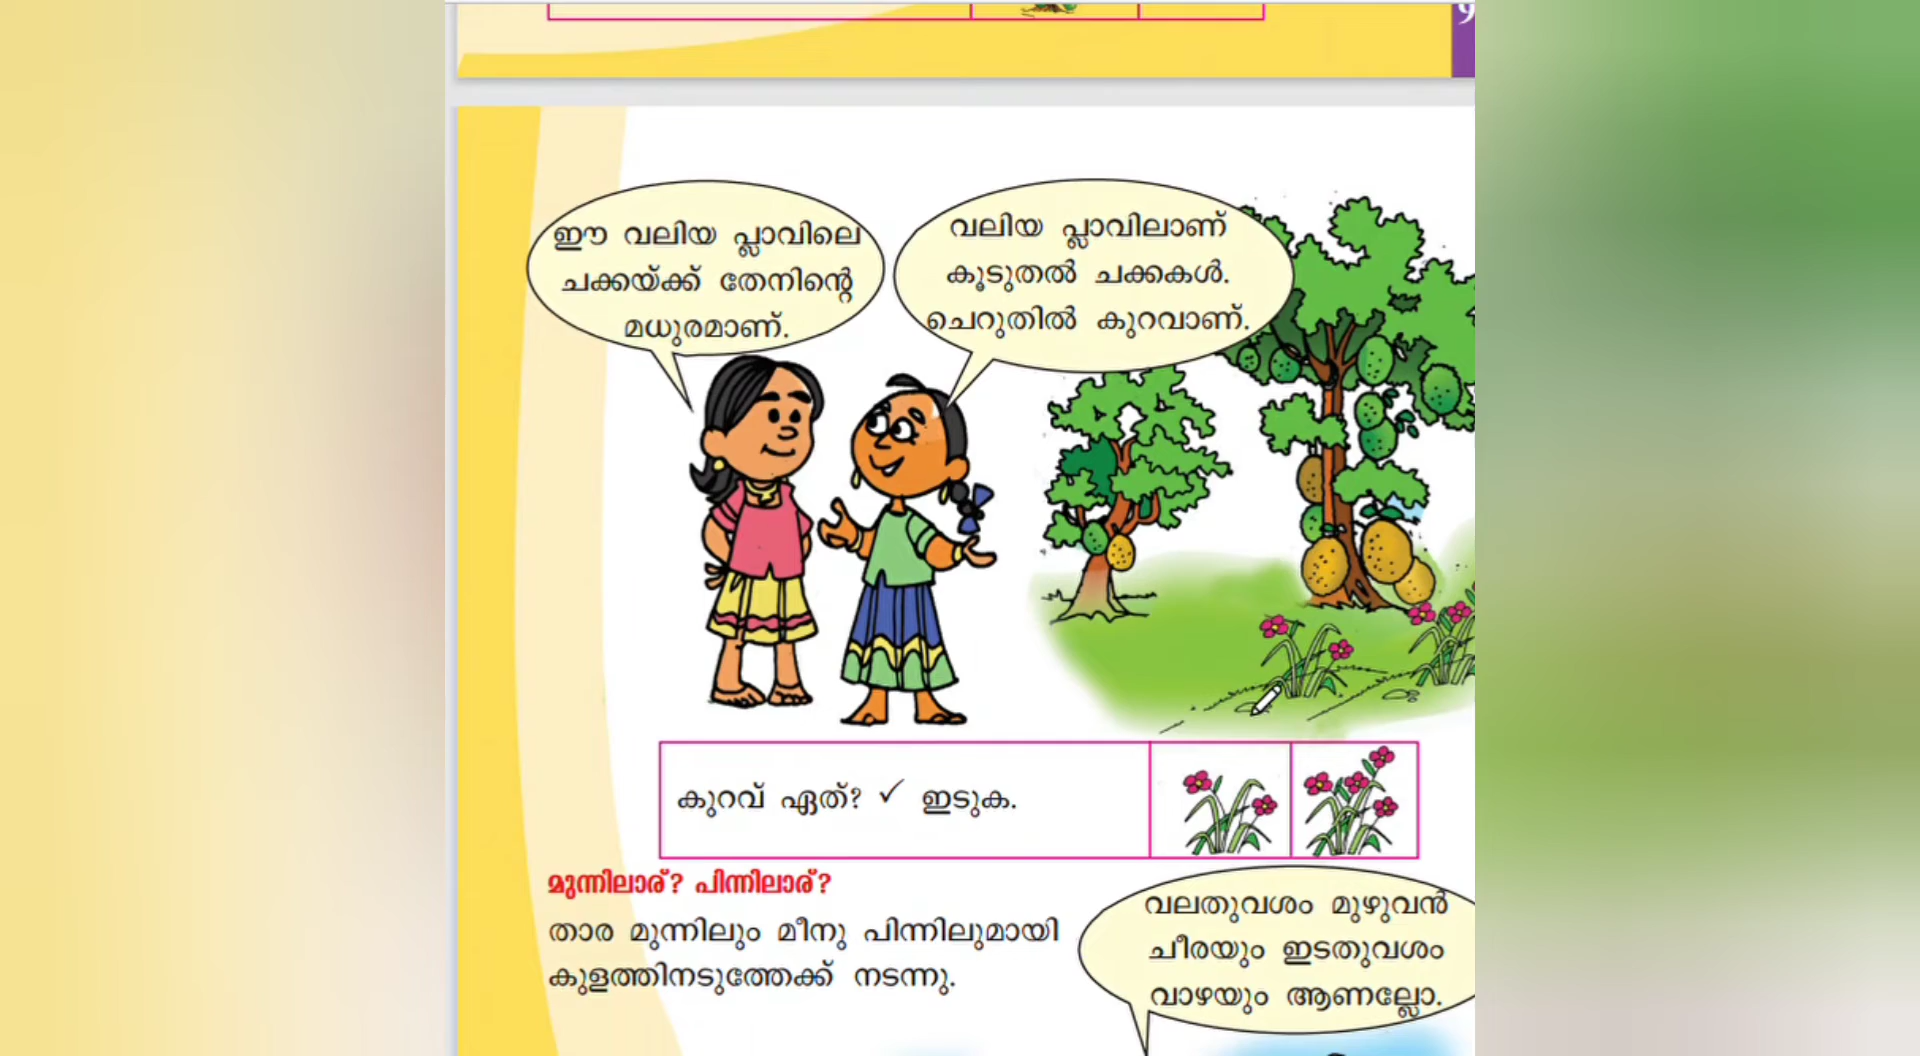 ഈ വലിയ പ്ലാവിലെ
ചക്കയ്ക്ക് തേനിന്റെ
മധുരമാണ്.
വലിയ പ്ലാവിലാണ്
കൂടുതൽ ചക്കകൾ.
ചെറുതിൽ കുറവാണ്.
കുറവ് ഏത്? ✓ ഇടുക.
മുന്നിലാര്? പിന്നിലാര്?
താര മുന്നിലും മീനു പിന്നിലുമായി
കുളത്തിനടുത്തേക്ക് നടന്നു.
വലതുവശം മുഴുവൻ
ചീരയും ഇടതുവശം
വാഴയും ആണല്ലോ.